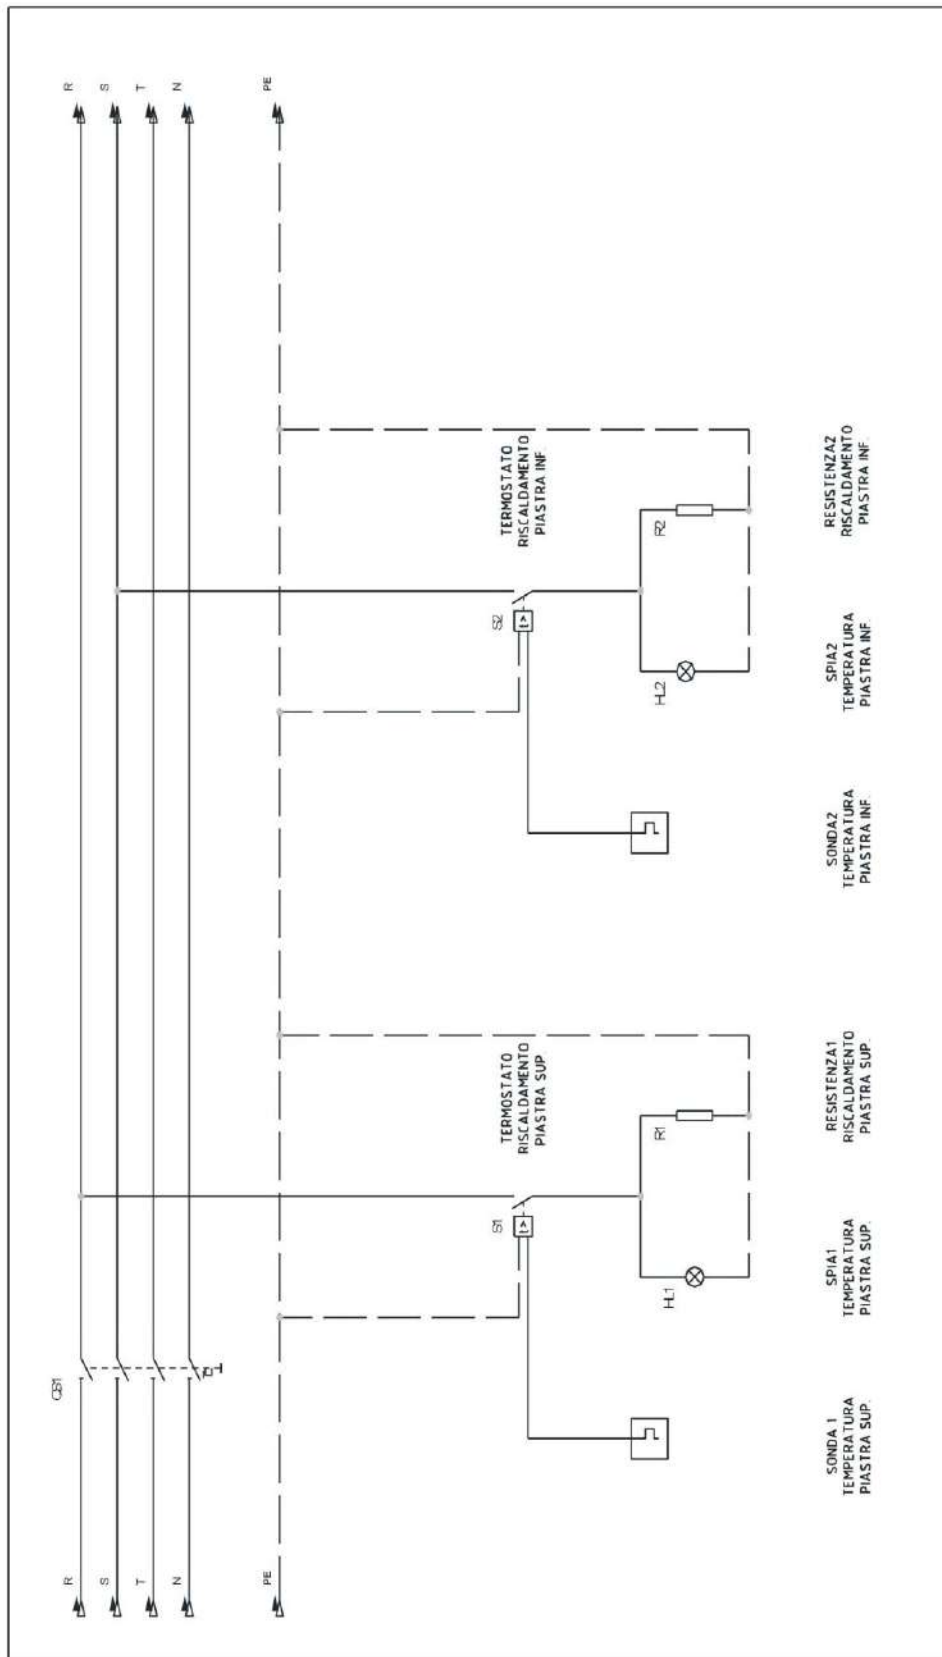 R
S
T
N
PE
QS1
R
S
T
N
PE
S1
TERMOSTATO
RISCALDAMENTO
PIASTRA SUP
t>
S2
TERMOSTATO
RISCALDAMENTO
PIASTRA INF
t>
HL1
R1
HL2
R2
SONDA 1
TEMPERATURA
PIASTRA SUP.
SPIA1
TEMPERATURA
PIASTRA SUP.
RESISTENZA1
RISCALDAMENTO
PIASTRA SUP.
SONDA2
TEMPERATURA
PIASTRA INF.
SPIA2
TEMPERATURA
PIASTRA INF.
RESISTENZA2
RISCALDAMENTO
PIASTRA INF.